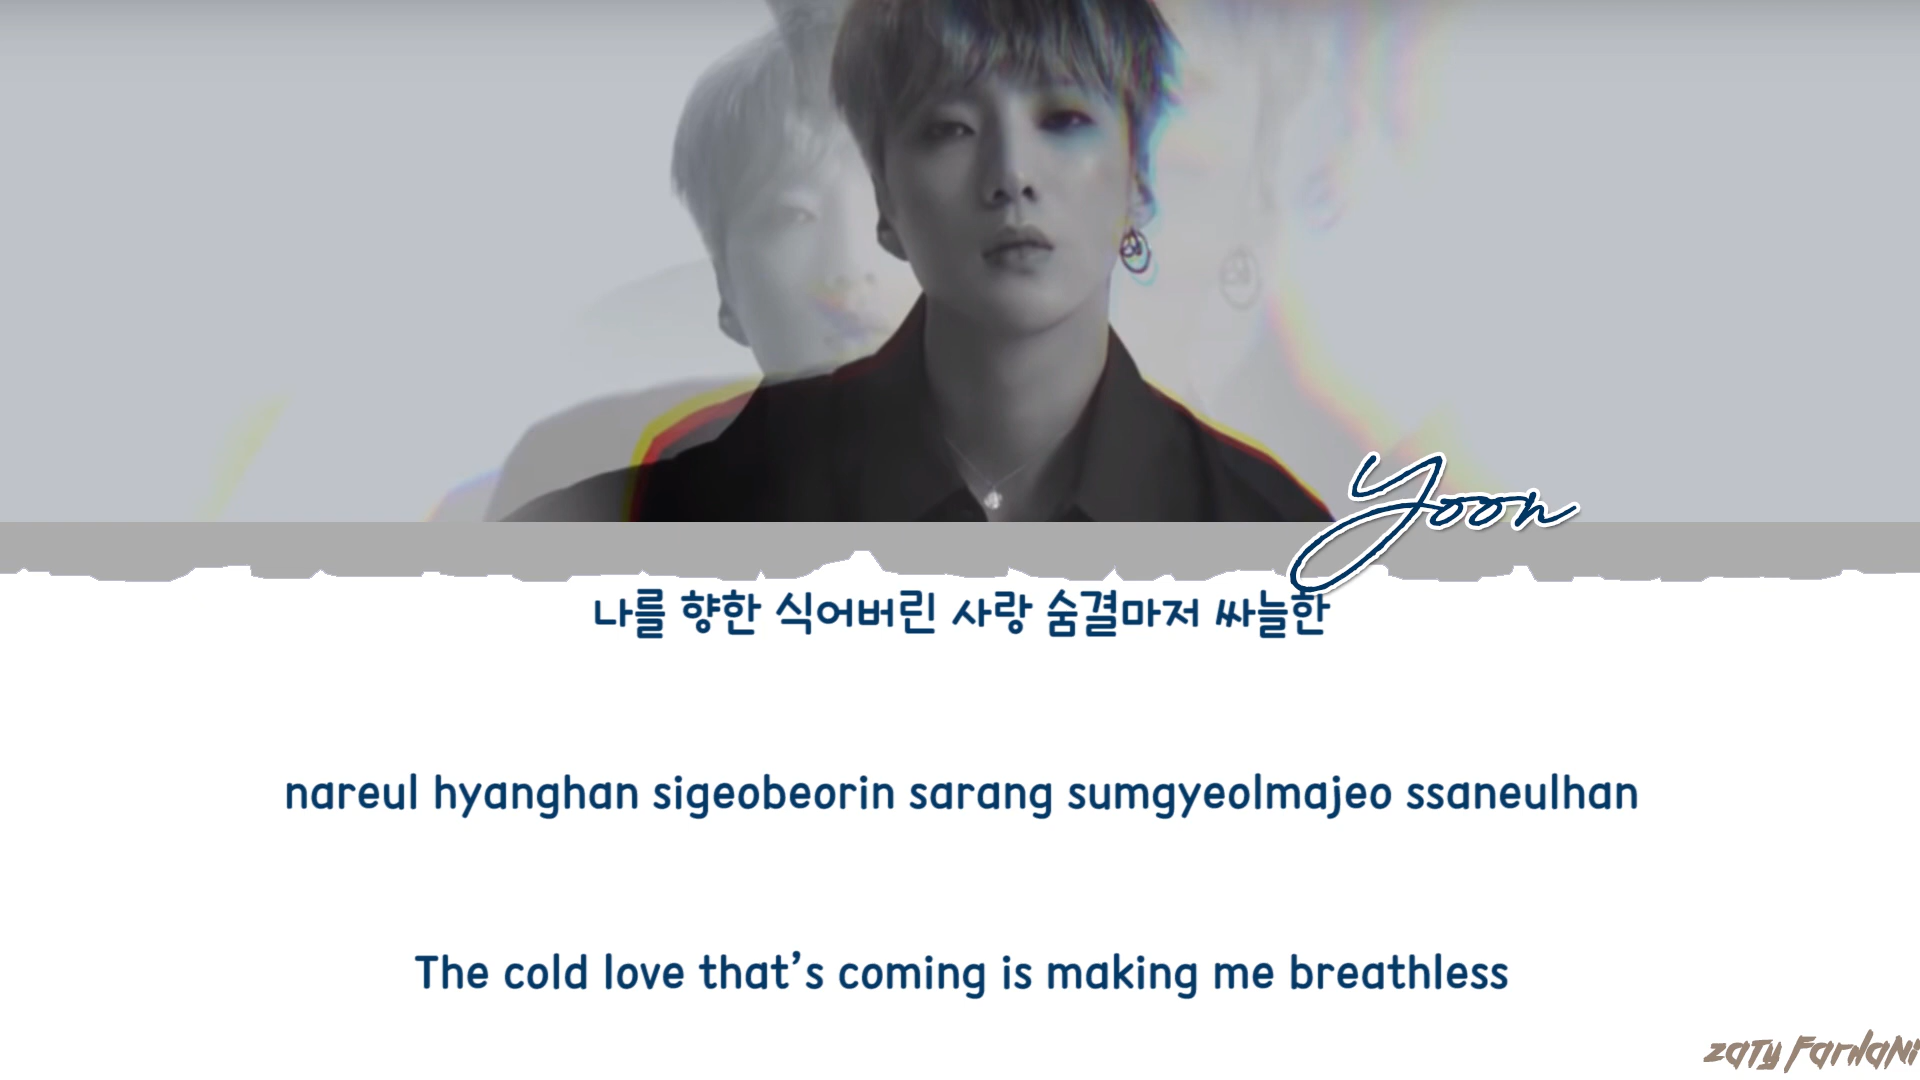 Yoon
나를 향한 식어버린 사랑 숨결마저 싸늘한
nareul hyanghan sigeobeorin sarang sumgyeolmajeo ssaneulhan
The cold love that's coming is making me breathless
Zaty Fardani